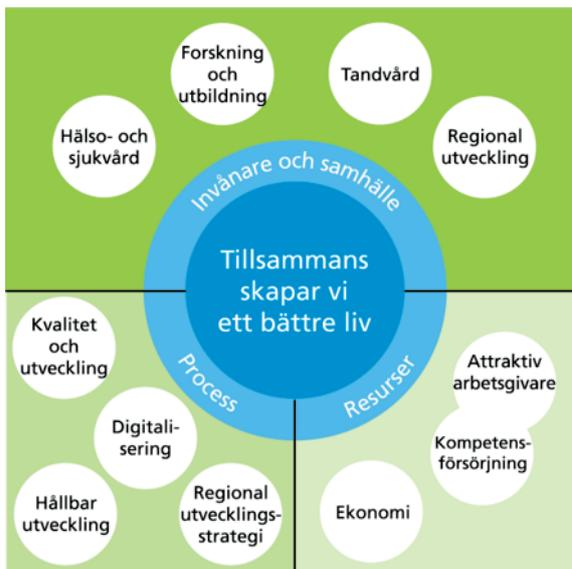 Forskning
och
utbildning
Tandvård
Hälso- och
sjukvård
Regional
utveckling
Invånare och samhälle
Tillsammans
skapar vi
ett bättre liv
Process
Resurser
Kvalitet
och
utveckling
Digitali-
sering
Hållbar
utveckling
Regional
utvecklings-
strategi
Attraktiv
arbetsgivare
Kompetens-
försörjning
Ekonomi